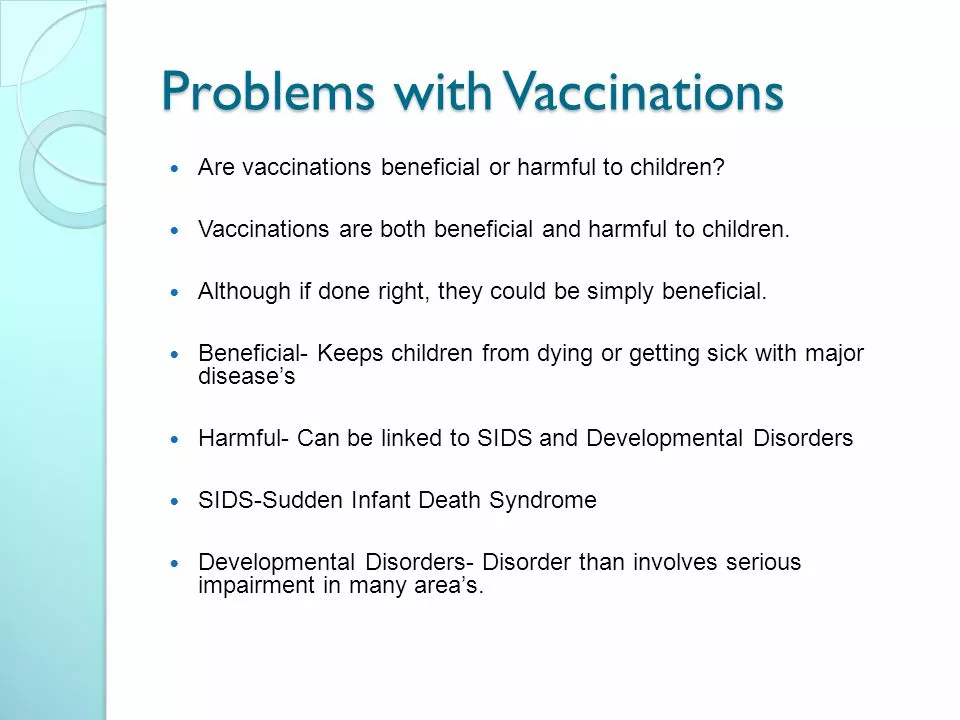 Problems with Vaccinations
• Are vaccinations beneficial or harmful to children?
• Vaccinations are both beneficial and harmful to children.
• Although if done right, they could be simply beneficial.
• Beneficial- Keeps children from dying or getting sick with major
disease’s
• Harmful- Can be linked to SIDS and Developmental Disorders
• SIDS-Sudden Infant Death Syndrome
• Developmental Disorders- Disorder than involves serious
impairment in many area’s.